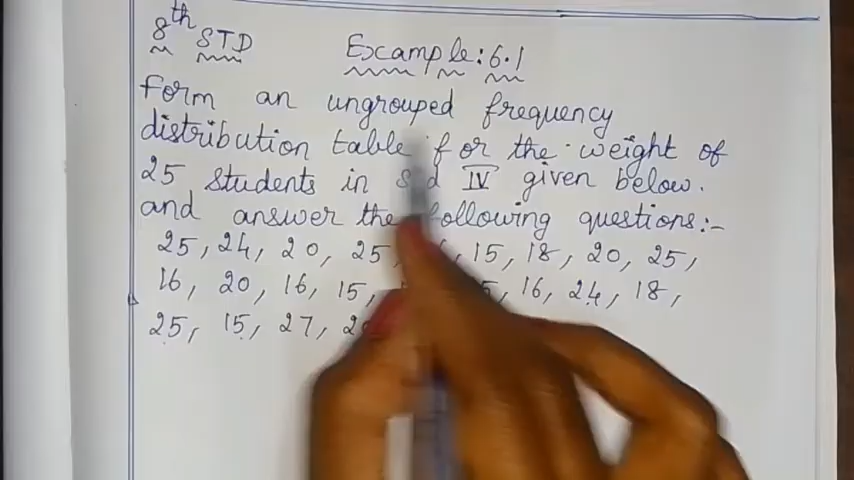 8th STD Example: 6.1
Form an ungrouped frequency
distribution table for the weight of
25 students in IV given below.
and answer the following questions:-
25, 24, 20, 25, 15, 18, 20, 25,
16, 20, 16, 15, 16, 24, 18,
25, 15, 27,